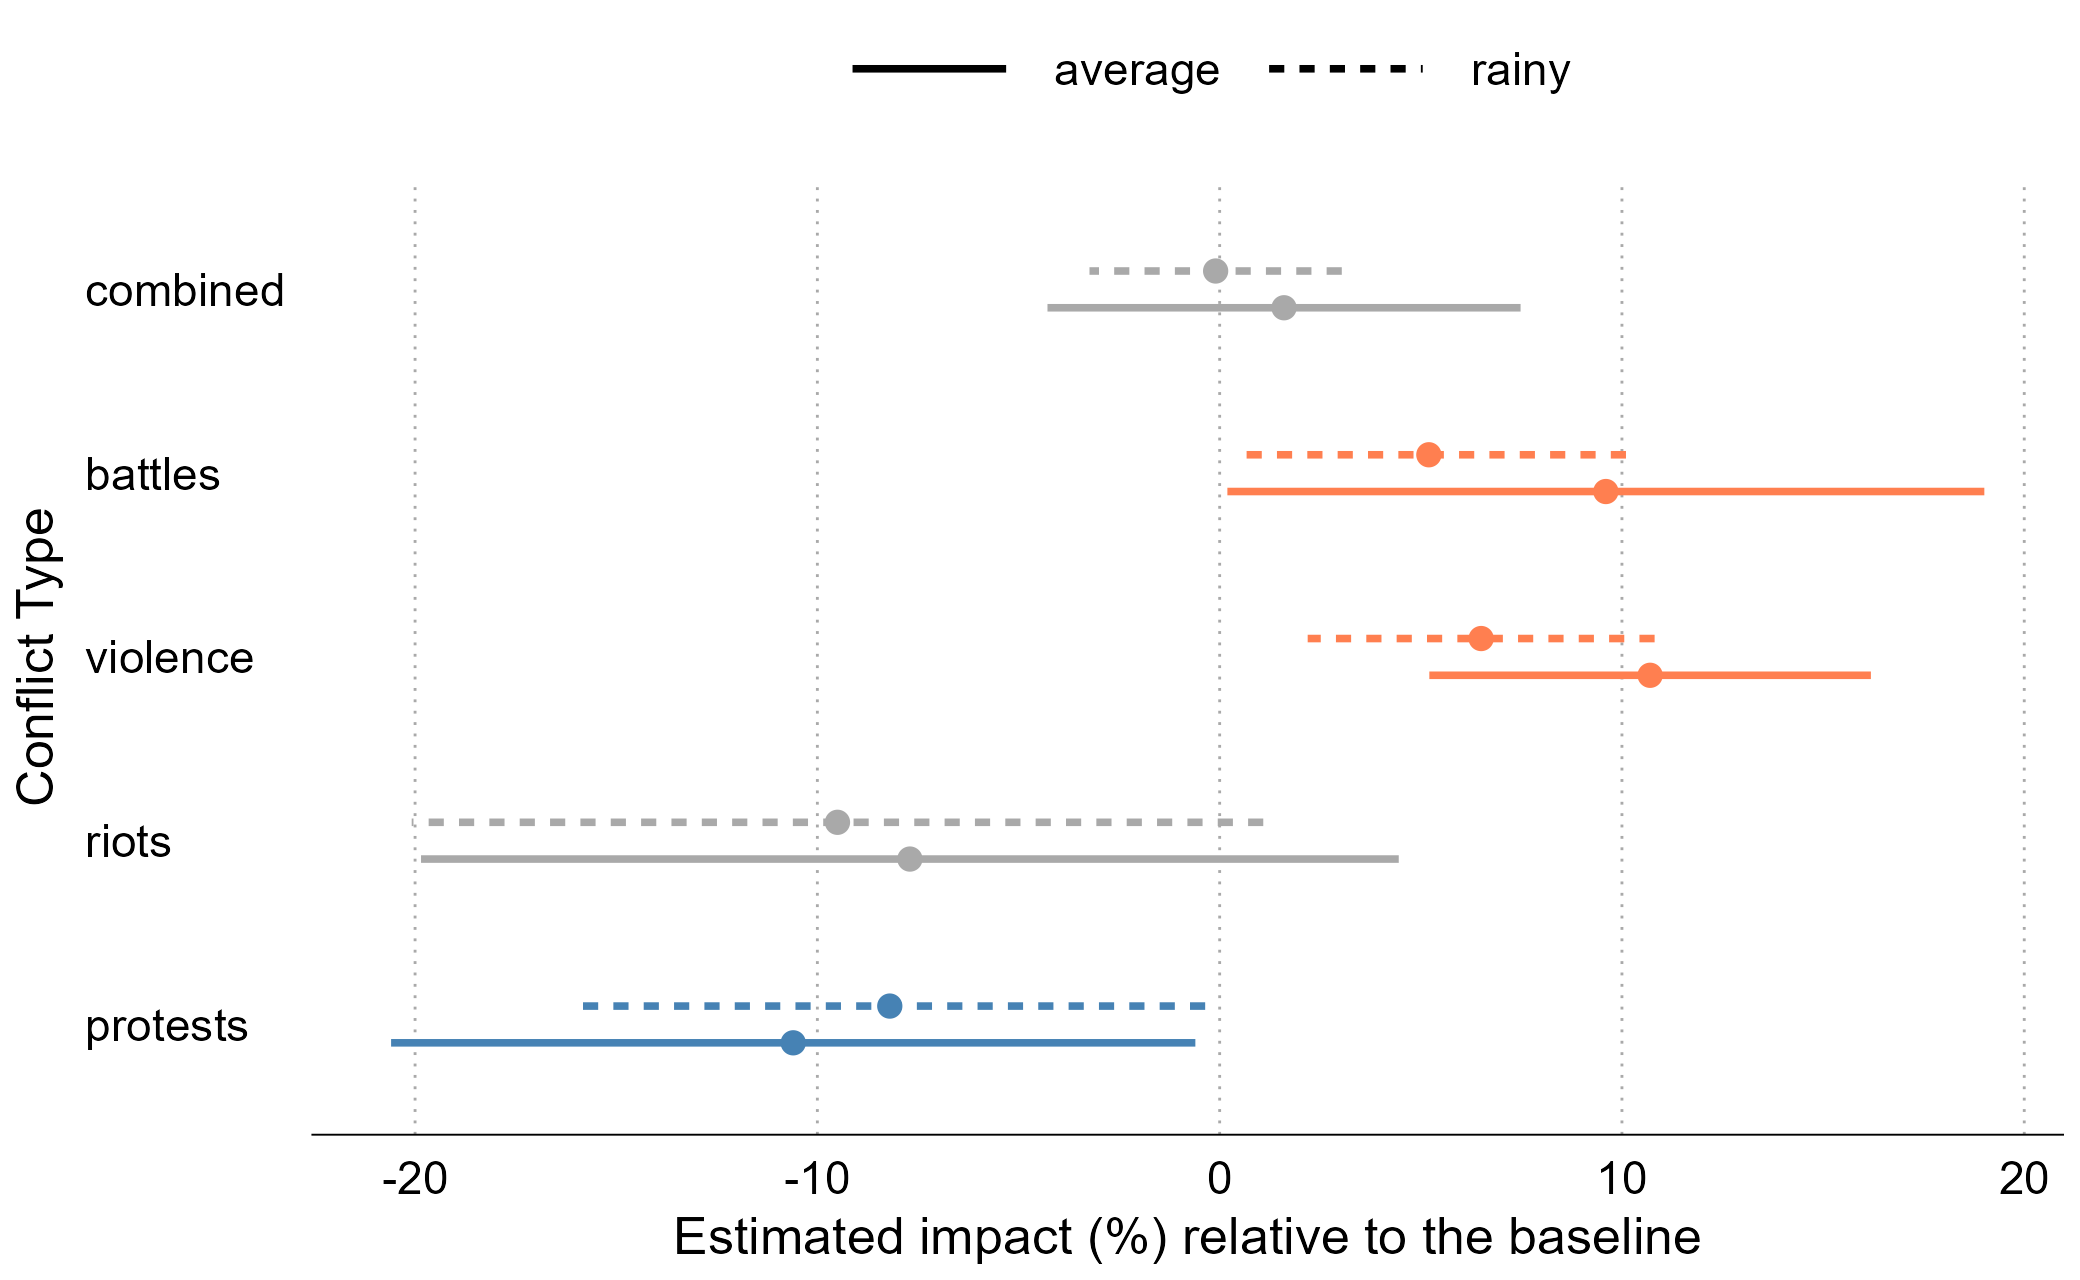 average rainy
combined
battles
violence
riots
protests
Conflict Type
-20 -10 0 10 20
Estimated impact (%) relative to the baseline